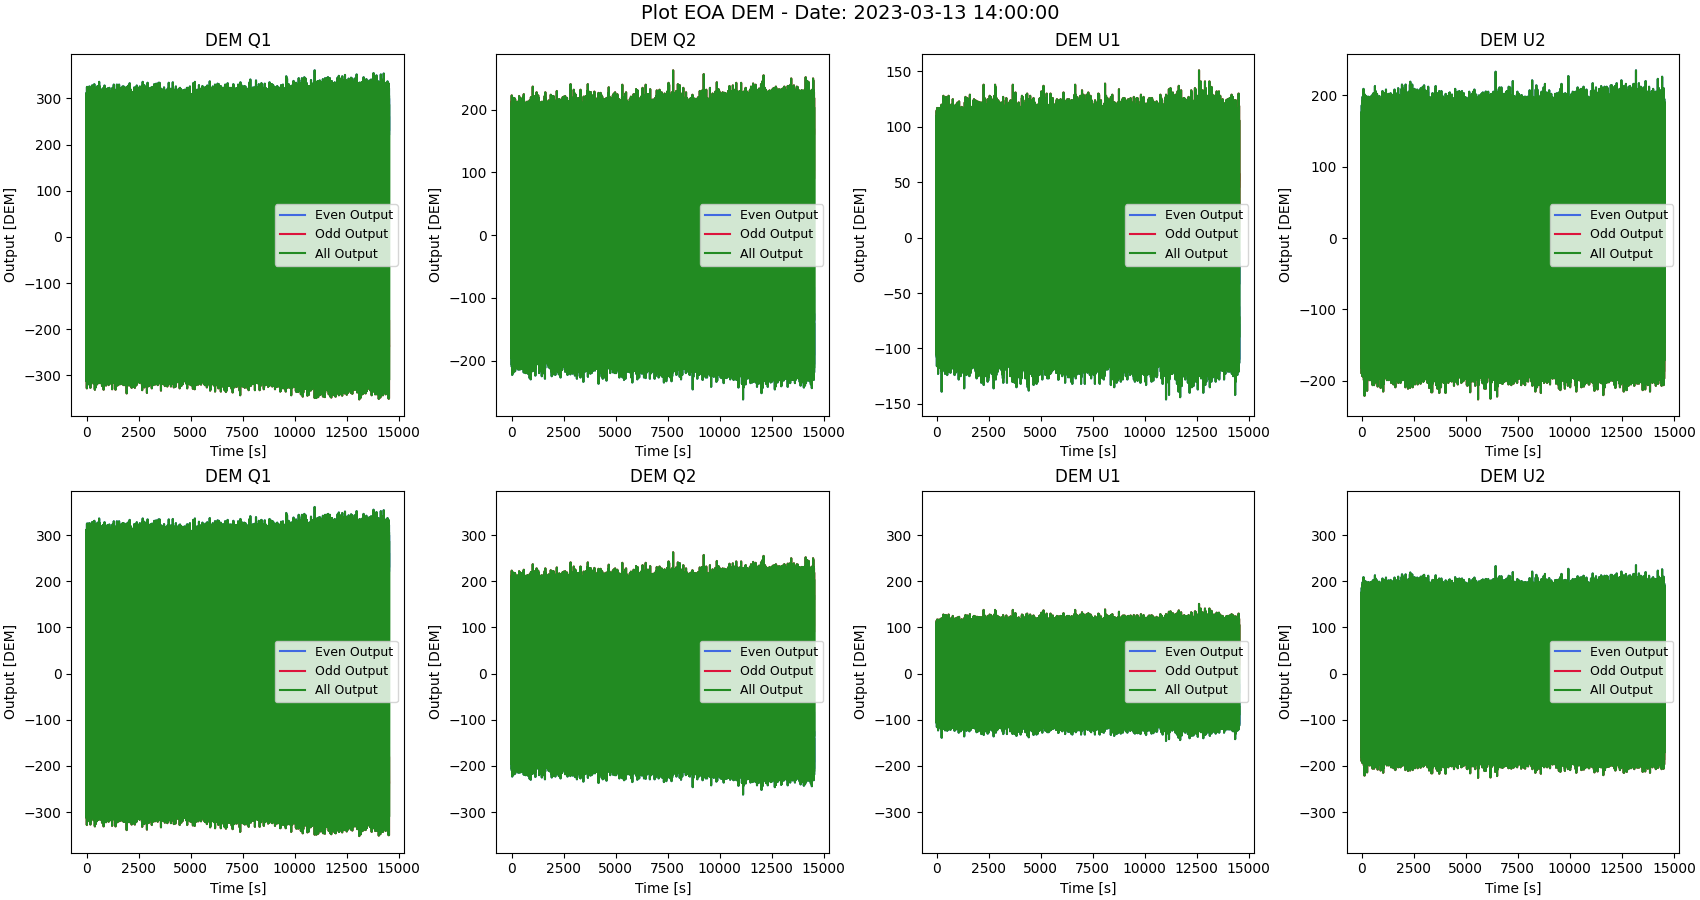 Plot EOA DEM - Date: 2023-03-13 14:00:00
DEM Q1
Output [DEM]
300
200
100
0
−100
−200
−300
Even Output
Odd Output
All Output
0 2500 5000 7500 10000 12500 15000
Time [s]
DEM Q2
Output [DEM]
200
100
0
−100
−200
Even Output
Odd Output
All Output
0 2500 5000 7500 10000 12500 15000
Time [s]
DEM U1
Output [DEM]
150
100
50
0
−50
−100
−150
Even Output
Odd Output
All Output
0 2500 5000 7500 10000 12500 15000
Time [s]
DEM U2
Output [DEM]
200
100
0
−100
−200
Even Output
Odd Output
All Output
0 2500 5000 7500 10000 12500 15000
Time [s]
DEM Q1
Output [DEM]
300
200
100
0
−100
−200
−300
Even Output
Odd Output
All Output
0 2500 5000 7500 10000 12500 15000
Time [s]
DEM Q2
Output [DEM]
300
200
100
0
−100
−200
−300
Even Output
Odd Output
All Output
0 2500 5000 7500 10000 12500 15000
Time [s]
DEM U1
Output [DEM]
300
200
100
0
−100
−200
−300
Even Output
Odd Output
All Output
0 2500 5000 7500 10000 12500 15000
Time [s]
DEM U2
Output [DEM]
300
200
100
0
−100
−200
−300
Even Output
Odd Output
All Output
0 2500 5000 7500 10000 12500 15000
Time [s]